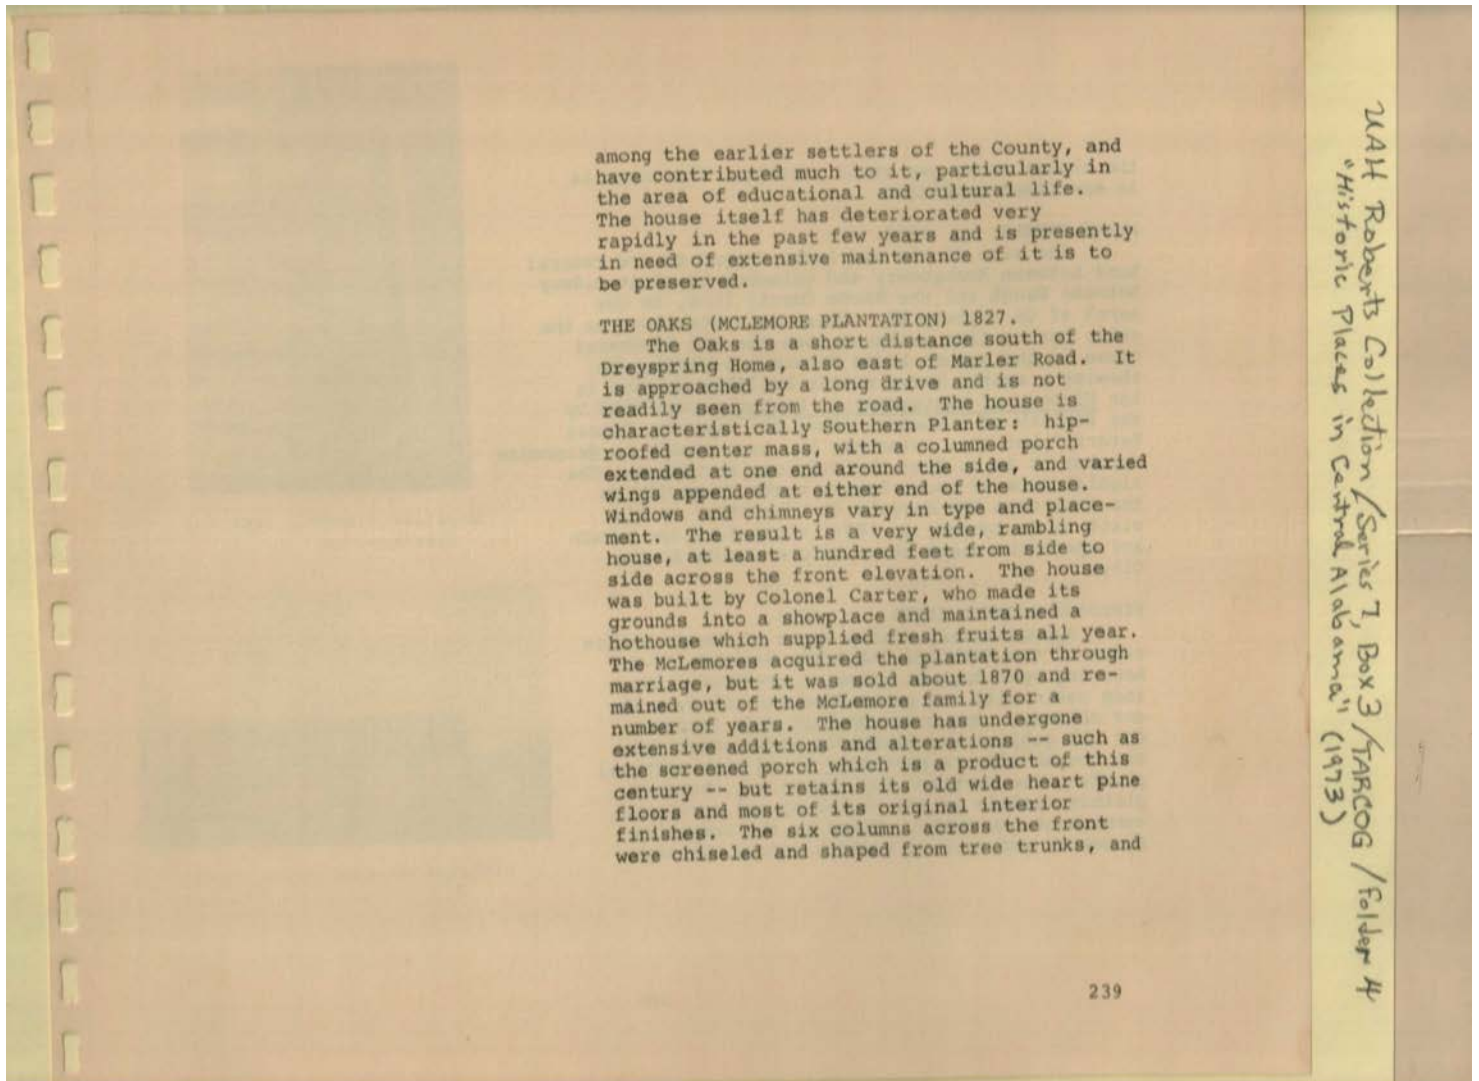 among the earlier settlers of the County, and
have contributed much to it, particularly in
the area of educational and cultural life.
The house itself has deteriorated very
rapidly in the past few years and is presently
in need of extensive maintenance of it is to
be preserved.
THE OAKS (MCLEMORE PLANTATION) 1827.
The Oaks is a short distance south of the
Dreyspring Home, also east of Marler Road. It
is approached by a long drive and is not
readily seen from the road. The house is
characteristically Southern Planter: hip-
roofed center mass, with a columned porch
extended at one end around the side, and varied
wings appended at either end of the house.
Windows and chimneys vary in type and place-
ment. The result is a very wide, rambling
house, at least a hundred feet from side to
side across the front elevation. The house
was built by Colonel Carter, who made its
grounds into a showplace and maintained a
hothouse which supplied fresh fruits all year.
The McLemores acquired the plantation through
marriage, but it was sold about 1870 and re-
mained out of the McLemore family for a
number of years. The house has undergone
extensive additions and alterations -- such as
the screened porch which is a product of this
century -- but retains its old wide heart pine
floors and most of its original interior
finishes. The six columns across the front
were chiseled and shaped from tree trunks, and
239
UAH Roberts Collection/Series 7, Box 3/TARCOG/folder 4
"Historic Places in Central Alabama" (1973)